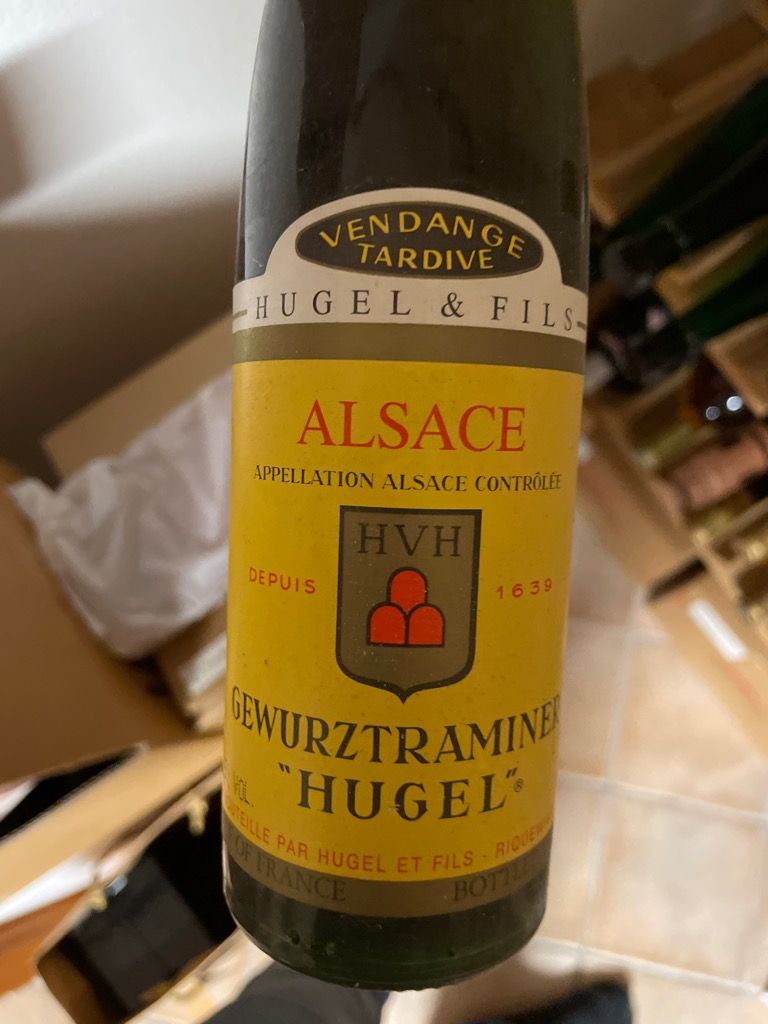 VENDANGE
TARDIVE
HUGEL & FILS
ALSACE
APPELLATION ALSACE CONTRÔLÉE
HVH
DEPUIS 1639
GEWURZTRAMINER
"HUGEL"®
VOL.
PAR HUGEL ET FILS -
OF FRANCE